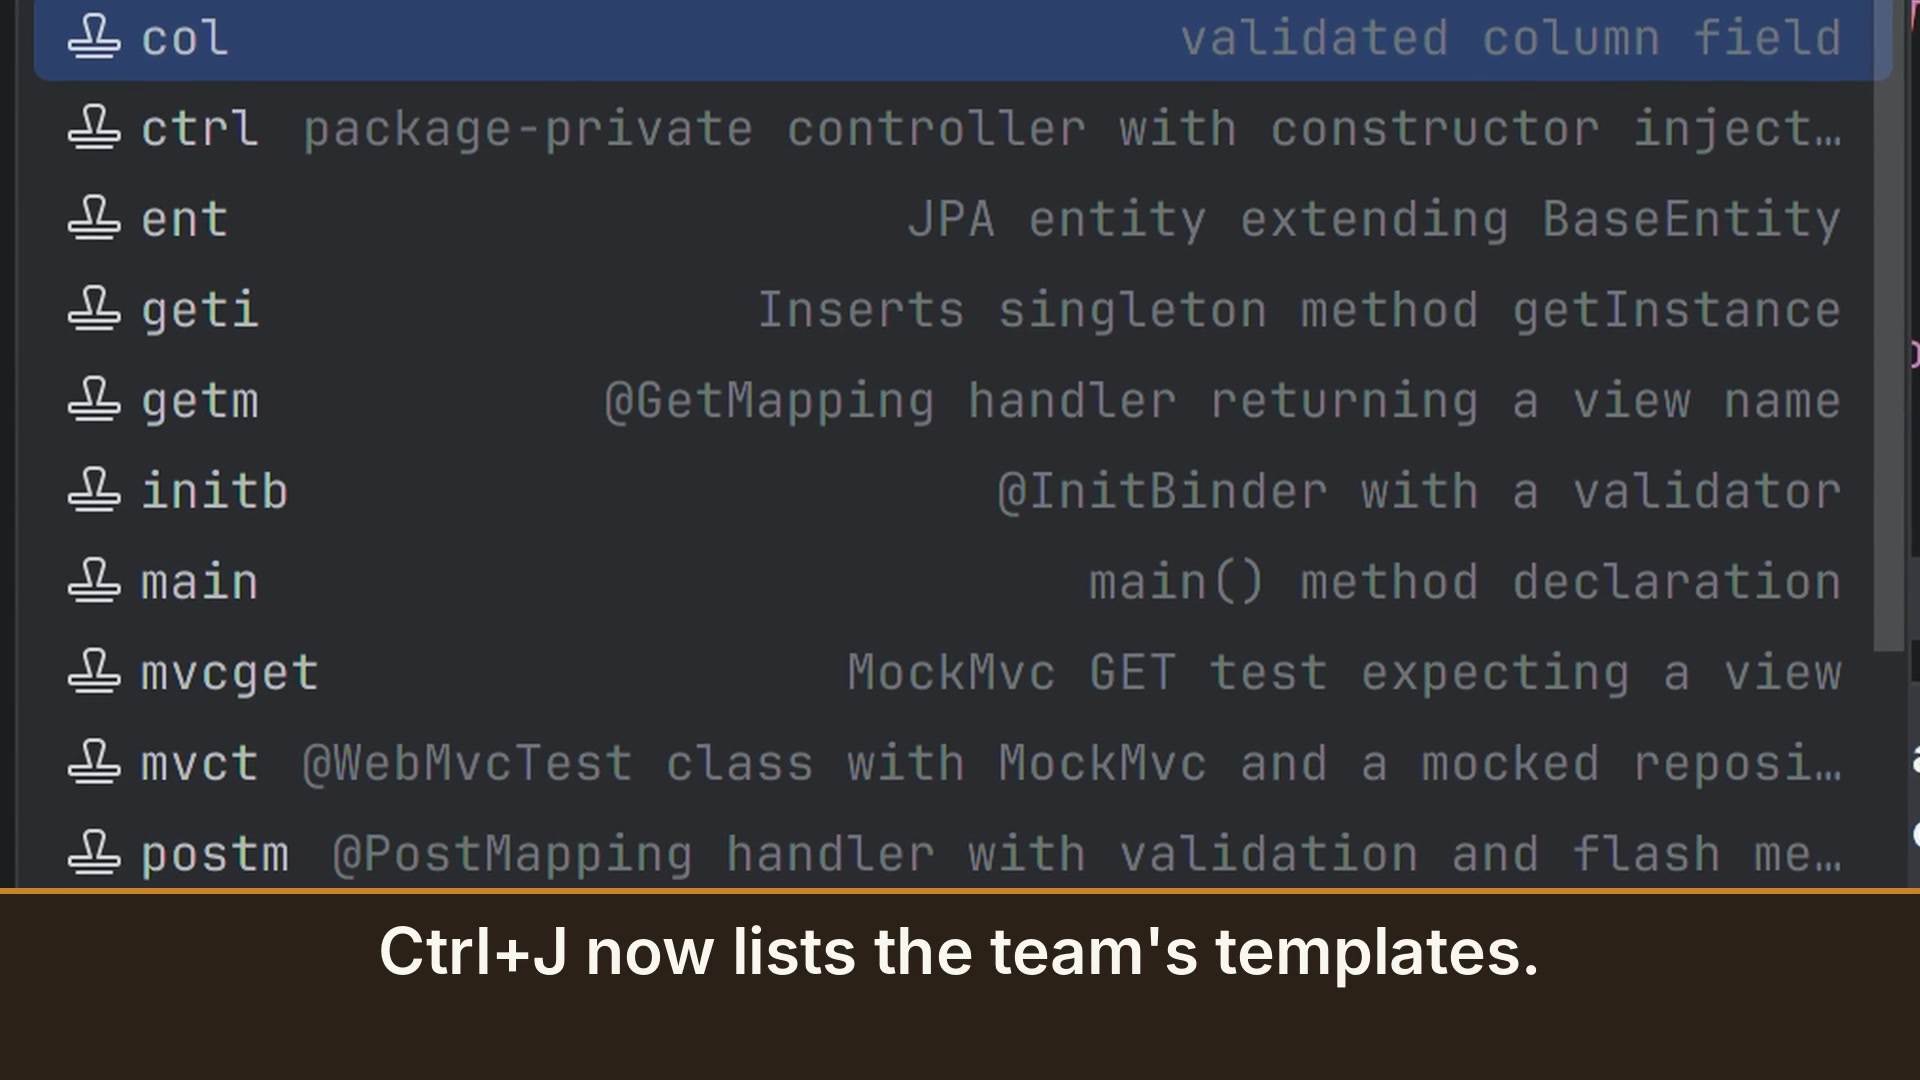 col validated column field
ctrl package-private controller with constructor inject…
ent JPA entity extending BaseEntity
geti Inserts singleton method getInstance
getm @GetMapping handler returning a view name
initb @InitBinder with a validator
main main() method declaration
mvcget MockMvc GET test expecting a view
mvct @WebMvcTest class with MockMvc and a mocked reposi…
postm @PostMapping handler with validation and flash me…
Ctrl+J now lists the team's templates.